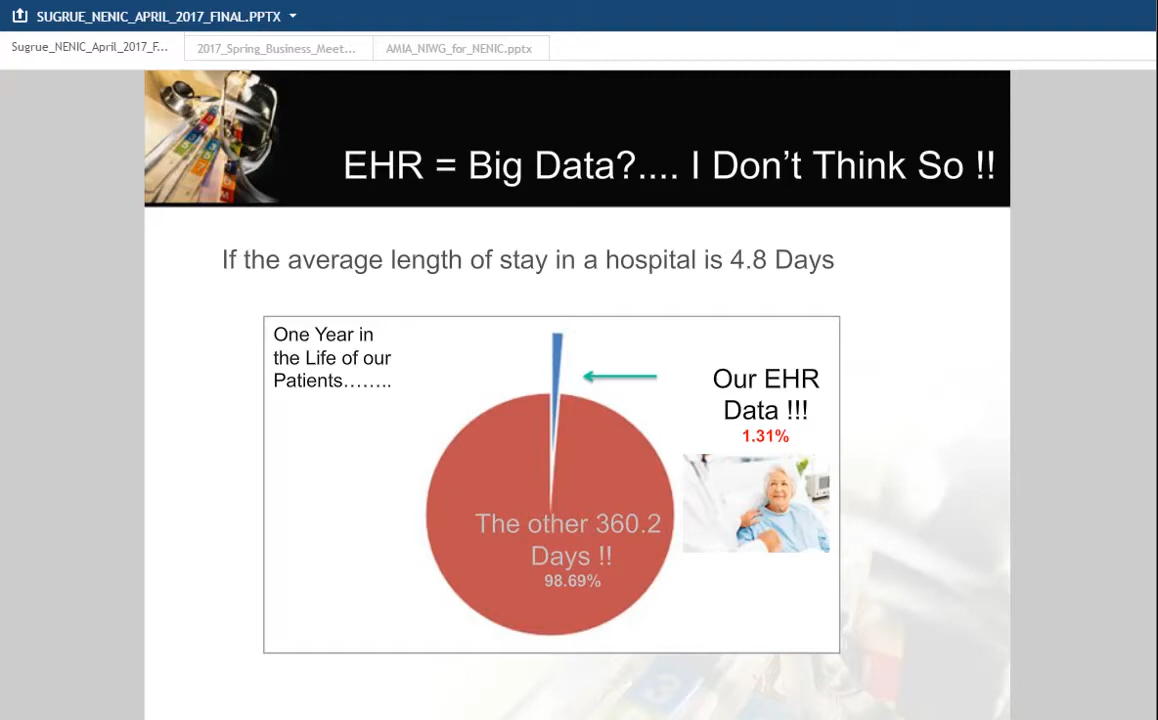 SUGRUE_NENIC_APRIL_2017_FINAL.PPTX
Sugrue_NENIC_April_2017_F...
2017_Spring_Business_Meet...
AMIA_NIWG_for_NENIC.pptx
EHR = Big Data?.... I Don't Think So !!
If the average length of stay in a hospital is 4.8 Days
One Year in
the Life of our
Patients……..
Our EHR
Data !!!
1.31%
The other 360.2
Days !!
98.69%